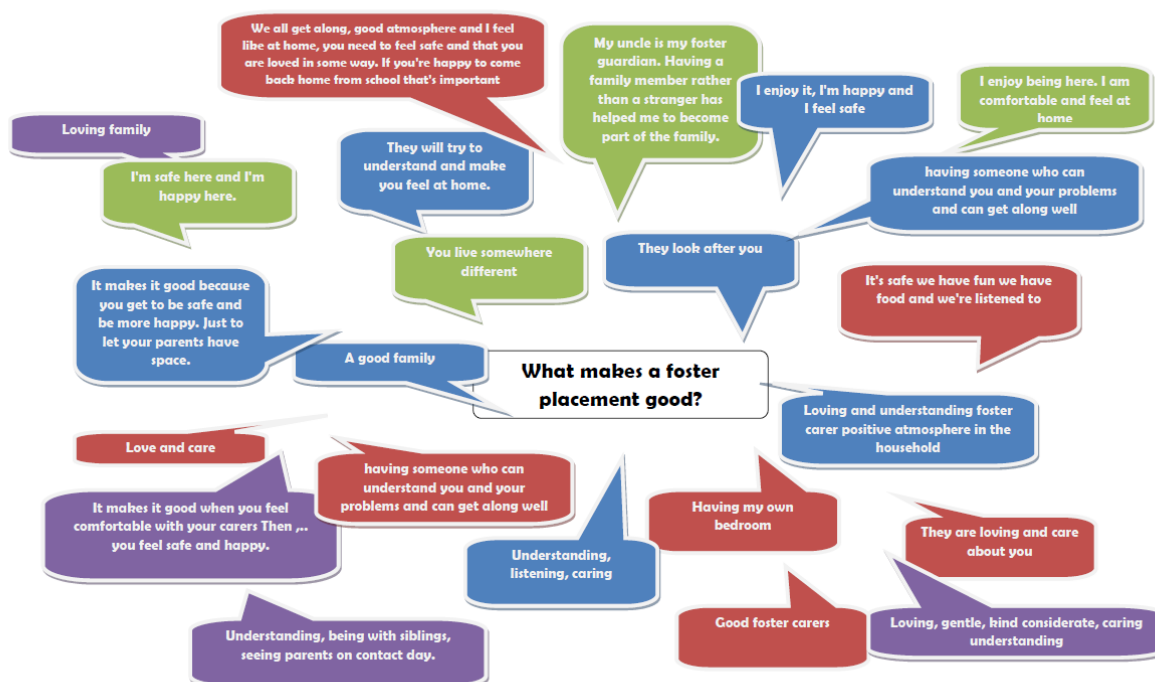 We all get along, good atmosphere and I feel
like at home, you need to feel safe and that you
are loved in some way. If you're happy to come
back home from school that's important
My uncle is my foster
guardian. Having a
family member rather
than a stranger has
helped me to become
part of the family.
I enjoy it, I'm happy and
I feel safe
I enjoy being here. I am
comfortable and feel at
home
Loving family
They will try to
understand and make
you feel at home.
I'm safe here and I'm
happy here.
having someone who can
understand you and your problems
and can get along well
You live somewhere
different
They look after you
It makes it good because
you get to be safe and
be more happy. Just to
let your parents have
space.
It's safe we have fun we have
food and we're listened to
A good family
What makes a foster
placement good?
Loving and understanding foster
carer positive atmosphere in the
household
Love and care
having someone who can
understand you and your
problems and can get along well
It makes it good when you feel
comfortable with your carers Then ,..
you feel safe and happy.
Having my own
bedroom
They are loving and care
about you
Understanding,
listening, caring
Good foster carers
Loving, gentle, kind considerate, caring
understanding
Understanding, being with siblings,
seeing parents on contact day.